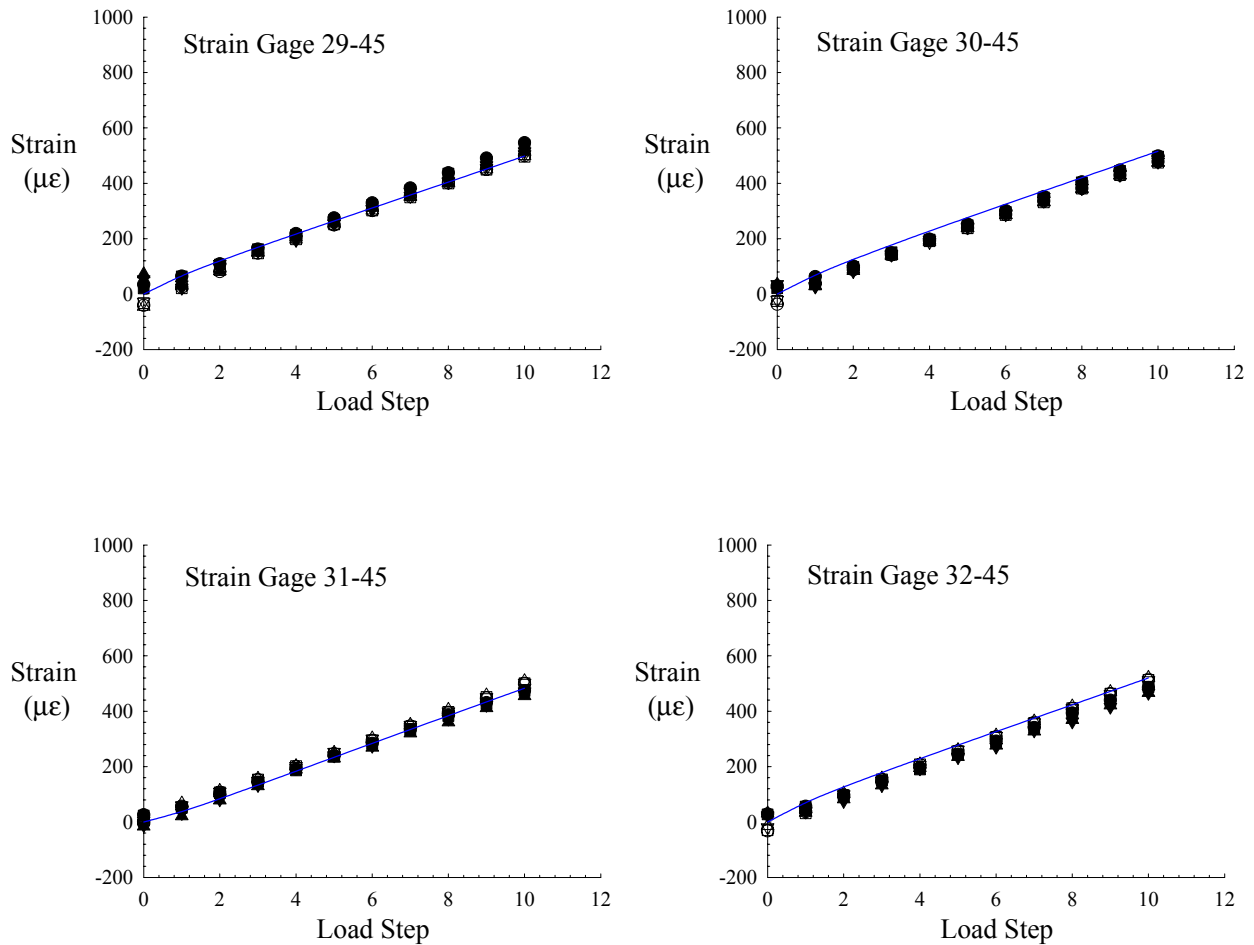 1000
800
600
400
200
0
-200
0 2 4 6 8 10 12
Strain Gage 29-45
Strain
(με)
Load Step
1000
800
600
400
200
0
-200
0 2 4 6 8 10 12
Strain Gage 30-45
Strain
(με)
Load Step
1000
800
600
400
200
0
-200
0 2 4 6 8 10 12
Strain Gage 31-45
Strain
(με)
Load Step
1000
800
600
400
200
0
-200
0 2 4 6 8 10 12
Strain Gage 32-45
Strain
(με)
Load Step